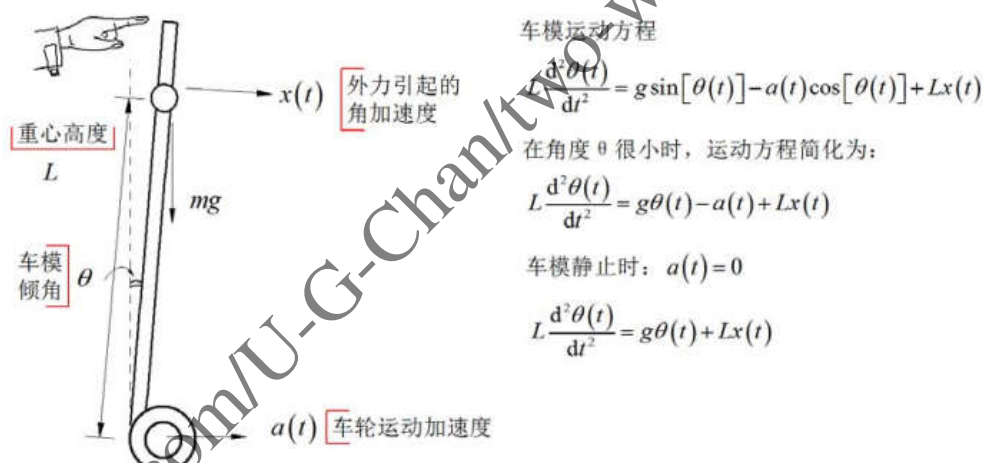 车模运动方程
L d²θ(t)/dt² = g sin[θ(t)] − a(t)cos[θ(t)] + Lx(t)
x(t)
外力引起的
角加速度
重心高度
L
在角度 θ 很小时，运动方程简化为：
L d²θ(t)/dt² = gθ(t) − a(t) + Lx(t)
mg
车模
倾角
θ
车模静止时：a(t) = 0
L d²θ(t)/dt² = gθ(t) + Lx(t)
a(t)
车轮运动加速度
om/U-G-Chan/two-w